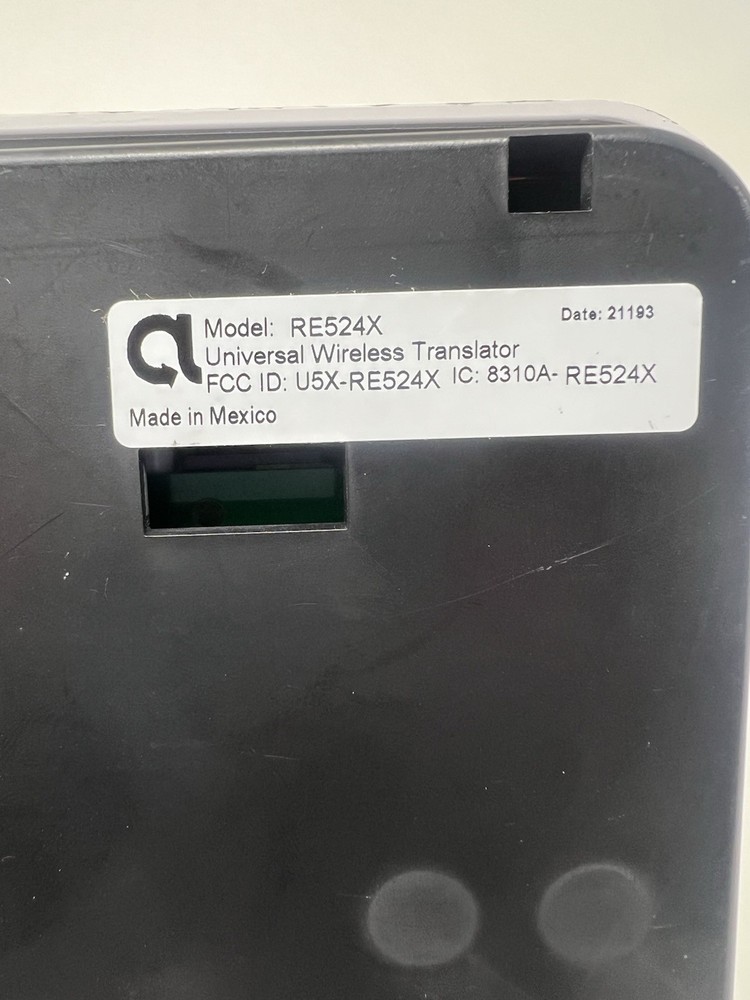 Model: RE524X
Date: 21193
Universal Wireless Translator
FCC ID: U5X-RE524X IC: 8310A- RE524X
Made in Mexico